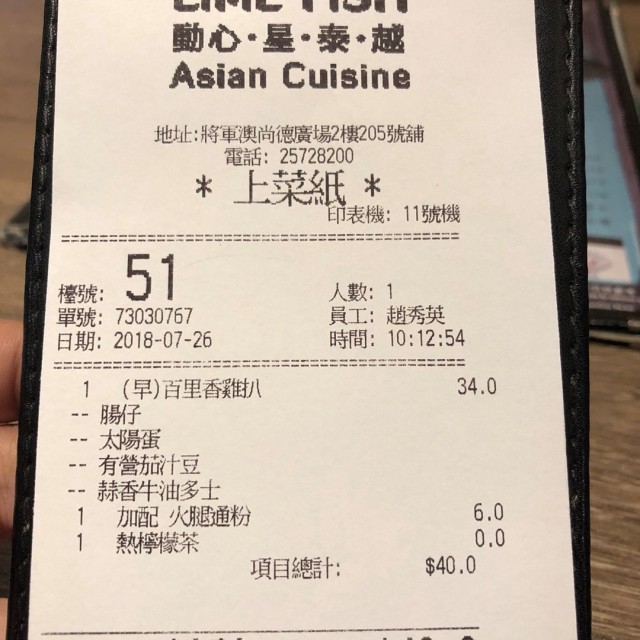 LIME FISH
動心·星·泰·越
Asian Cuisine
地址:將軍澳尚德廣場2樓205號舖
電話: 25728200
* 上菜紙 *
印表機: 11號機
檯號: 51 人數: 1
單號: 73030767 員工: 趙秀英
日期: 2018-07-26 時間: 10:12:54
1 (早)百里香雞扒 34.0
-- 腸仔
-- 太陽蛋
-- 有營茄汁豆
-- 蒜香牛油多士
1 加配 火腿通粉 6.0
1 熱檸檬茶 0.0
項目總計: $40.0